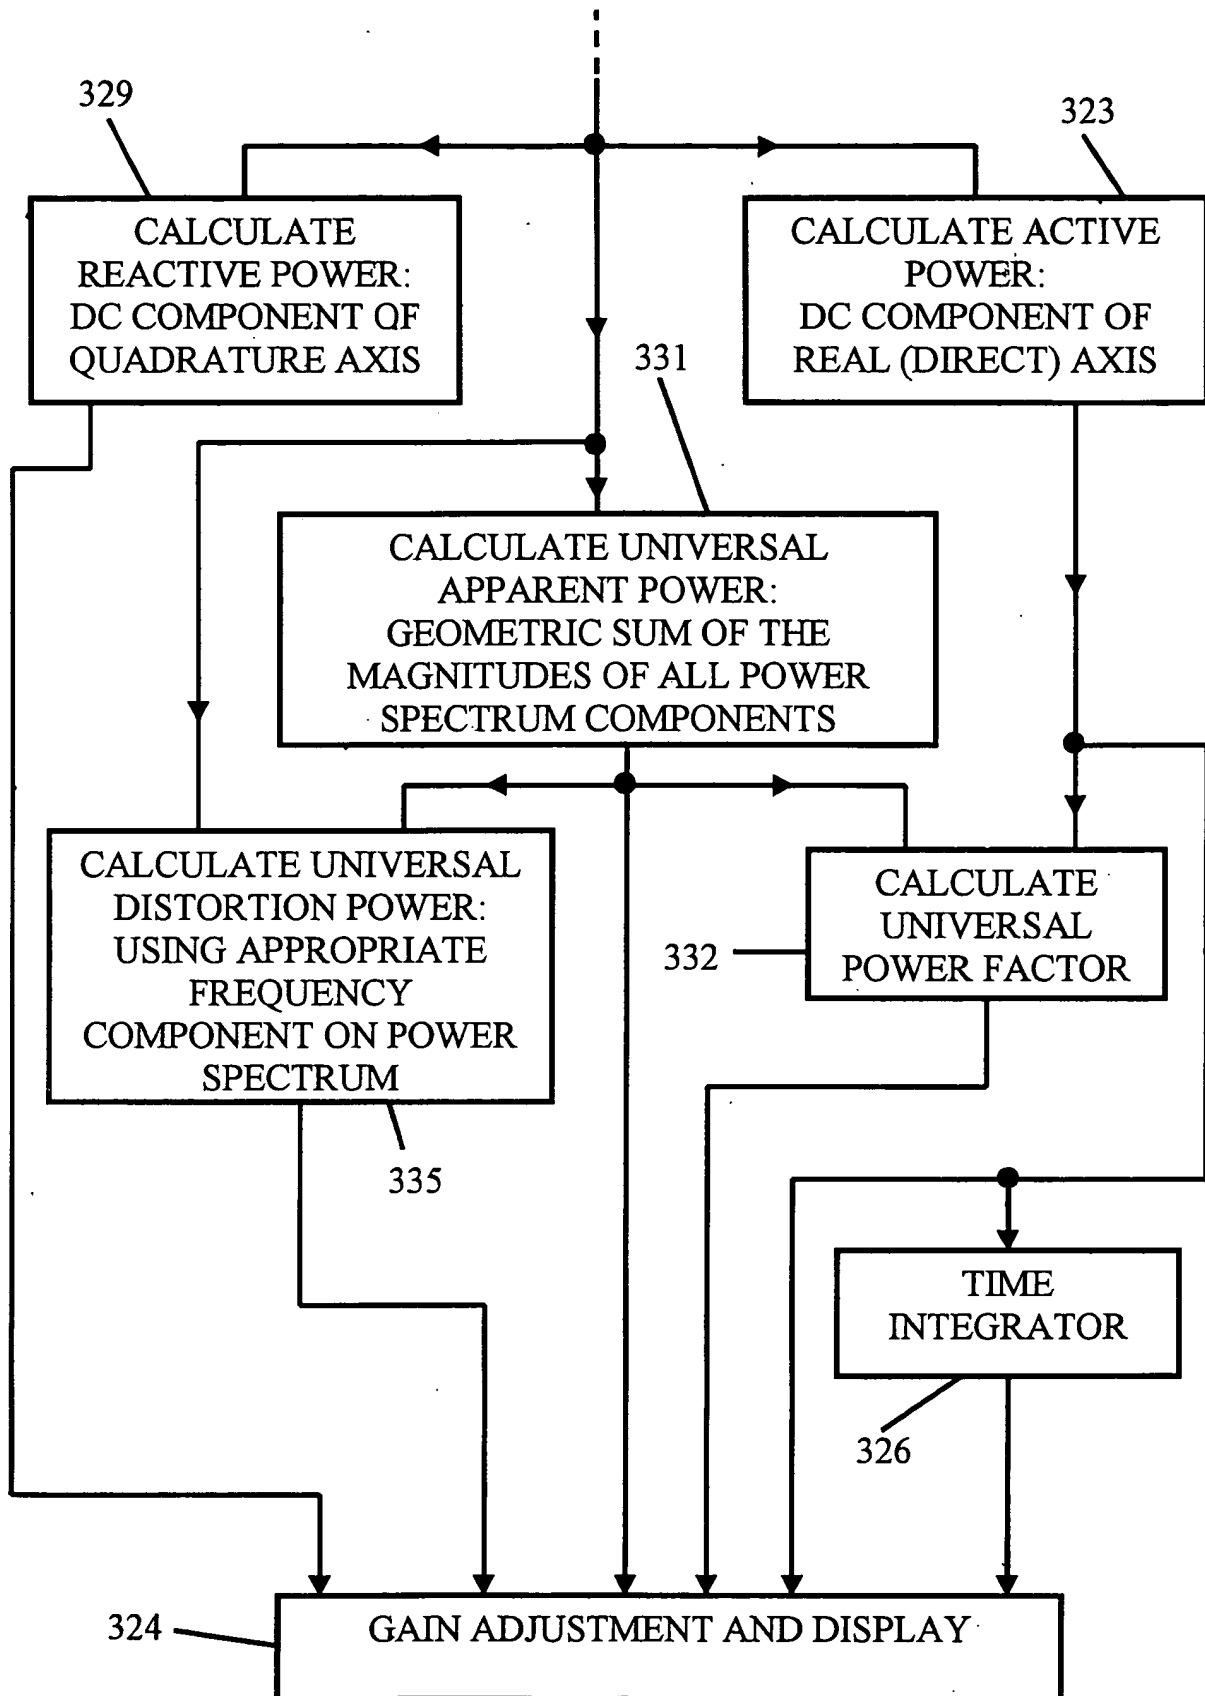 329
323
CALCULATE
REACTIVE POWER:
DC COMPONENT OF
QUADRATURE AXIS
CALCULATE ACTIVE
POWER:
DC COMPONENT OF
REAL (DIRECT) AXIS
331
CALCULATE UNIVERSAL
APPARENT POWER:
GEOMETRIC SUM OF THE
MAGNITUDES OF ALL POWER
SPECTRUM COMPONENTS
CALCULATE UNIVERSAL
DISTORTION POWER:
USING APPROPRIATE
FREQUENCY
COMPONENT ON POWER
SPECTRUM
332
CALCULATE
UNIVERSAL
POWER FACTOR
335
TIME
INTEGRATOR
326
324
GAIN ADJUSTMENT AND DISPLAY